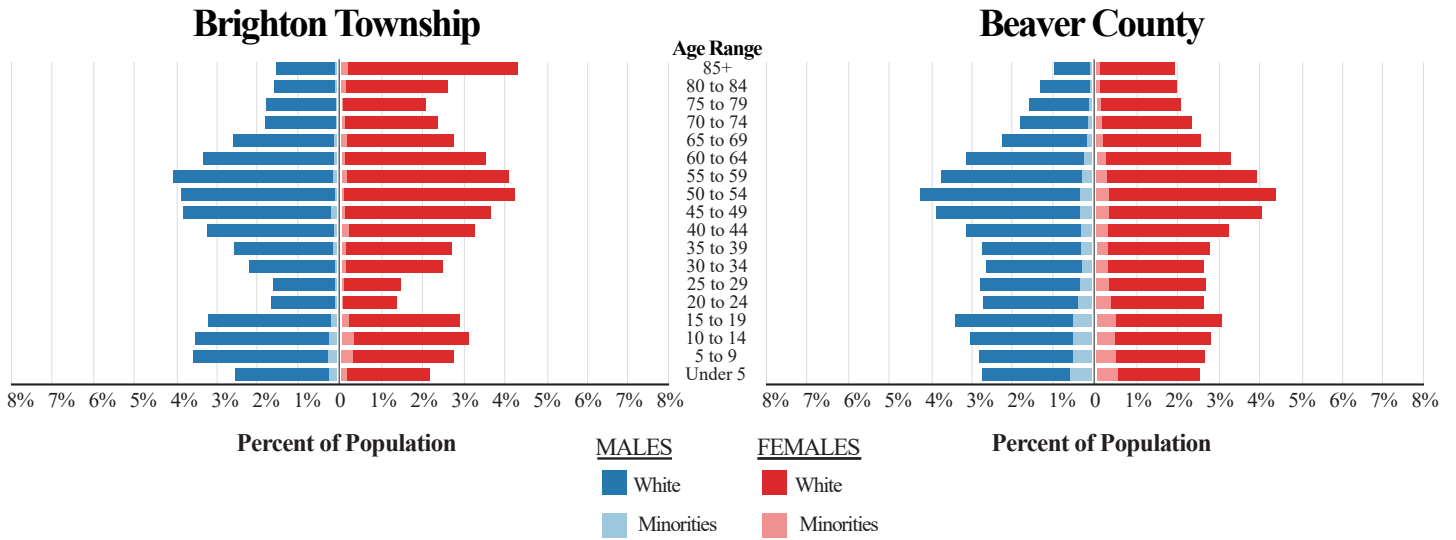 Brighton Township
Beaver County
Age Range
85+
80 to 84
75 to 79
70 to 74
65 to 69
60 to 64
55 to 59
50 to 54
45 to 49
40 to 44
35 to 39
30 to 34
25 to 29
20 to 24
15 to 19
10 to 14
5 to 9
Under 5
8% 7% 6% 5% 4% 3% 2% 1% 0 1% 2% 3% 4% 5% 6% 7% 8%
8% 7% 6% 5% 4% 3% 2% 1% 0 1% 2% 3% 4% 5% 6% 7% 8%
Percent of Population
Percent of Population
MALES
White
Minorities
FEMALES
White
Minorities